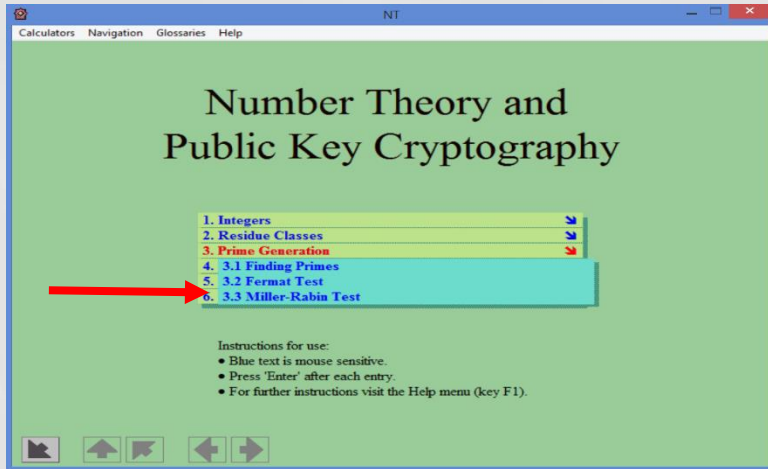 NT
Calculators Navigation Glossaries Help
Number Theory and
Public Key Cryptography
1. Integers
2. Residue Classes
3. Prime Generation
4. 3.1 Finding Primes
5. 3.2 Fermat Test
6. 3.3 Miller-Rabin Test
Instructions for use:
● Blue text is mouse sensitive.
● Press 'Enter' after each entry.
● For further instructions visit the Help menu (key F1).